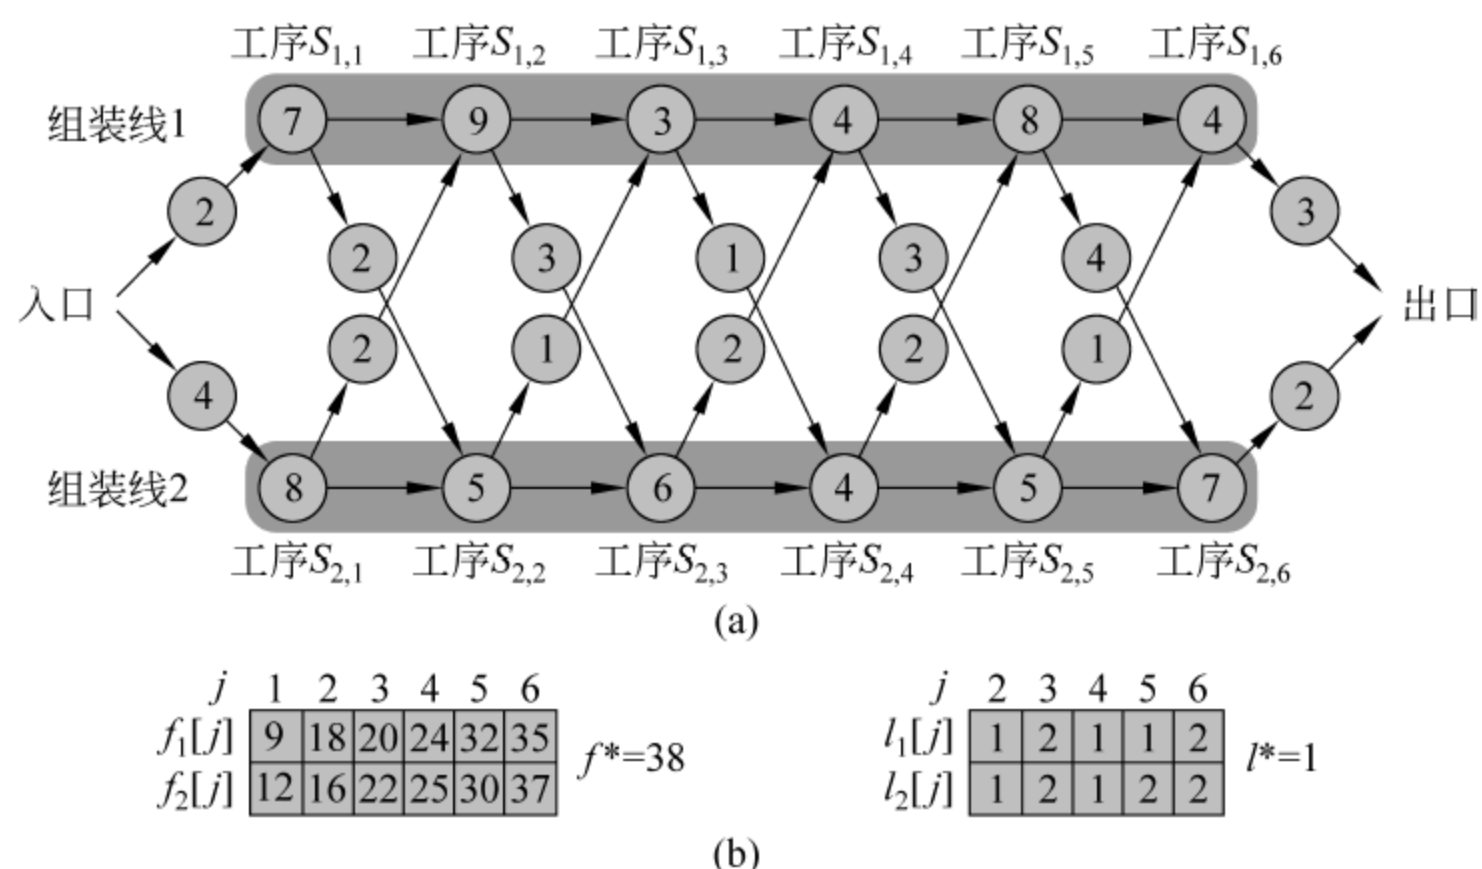 工序S1,1 工序S1,2 工序S1,3 工序S1,4 工序S1,5 工序S1,6
组装线1 7 9 3 4 8 4
2 3
2 3 1 3 4
入口 出口
2 1 2 2 1
4 2
组装线2 8 5 6 4 5 7
工序S2,1 工序S2,2 工序S2,3 工序S2,4 工序S2,5 工序S2,6
(a)
j 1 2 3 4 5 6
f1[j] 9 18 20 24 32 35
f2[j] 12 16 22 25 30 37
f*=38
j 2 3 4 5 6
l1[j] 1 2 1 1 2
l2[j] 1 2 1 2 2
l*=1
(b)